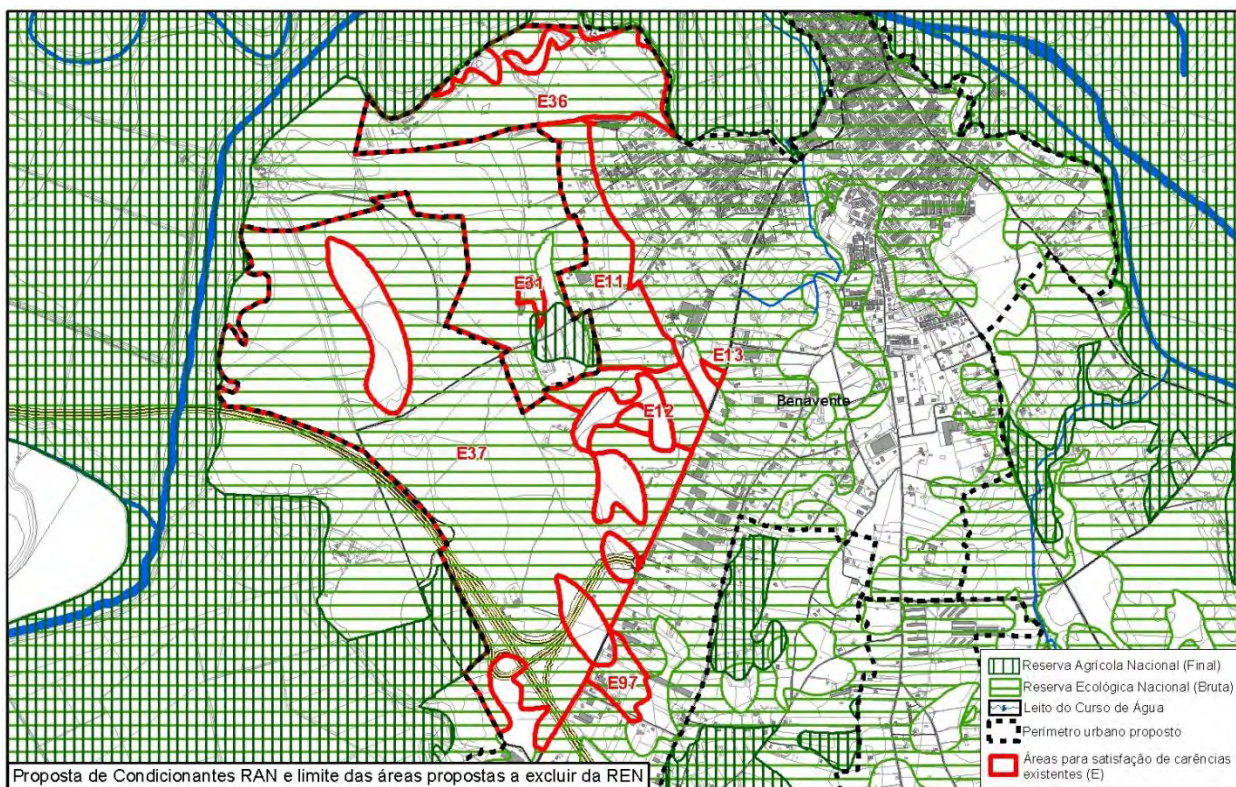 E36
E31
E11
E13
E12
Benavente
E37
E97
Reserva Agrícola Nacional (Final)
Reserva Ecológica Nacional (Bruta)
Leito do Curso de Água
Perímetro urbano proposto
Áreas para satisfação de carências
existentes (E)
Proposta de Condicionantes RAN e limite das áreas propostas a excluir da REN